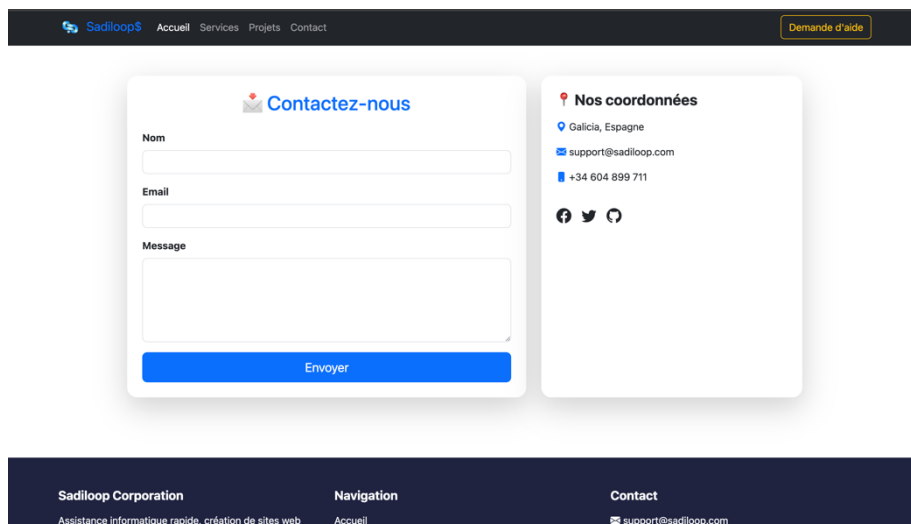 Sadiloop$ Accueil Services Projets Contact Demande d'aide
Contactez-nous
Nom
Email
Message
Envoyer
Nos coordonnées
Galicia, Espagne
support@sadiloop.com
+34 604 899 711
Sadiloop Corporation
Assistance informatique rapide, création de sites web
Navigation
Accueil
Contact
support@sadiloop.com